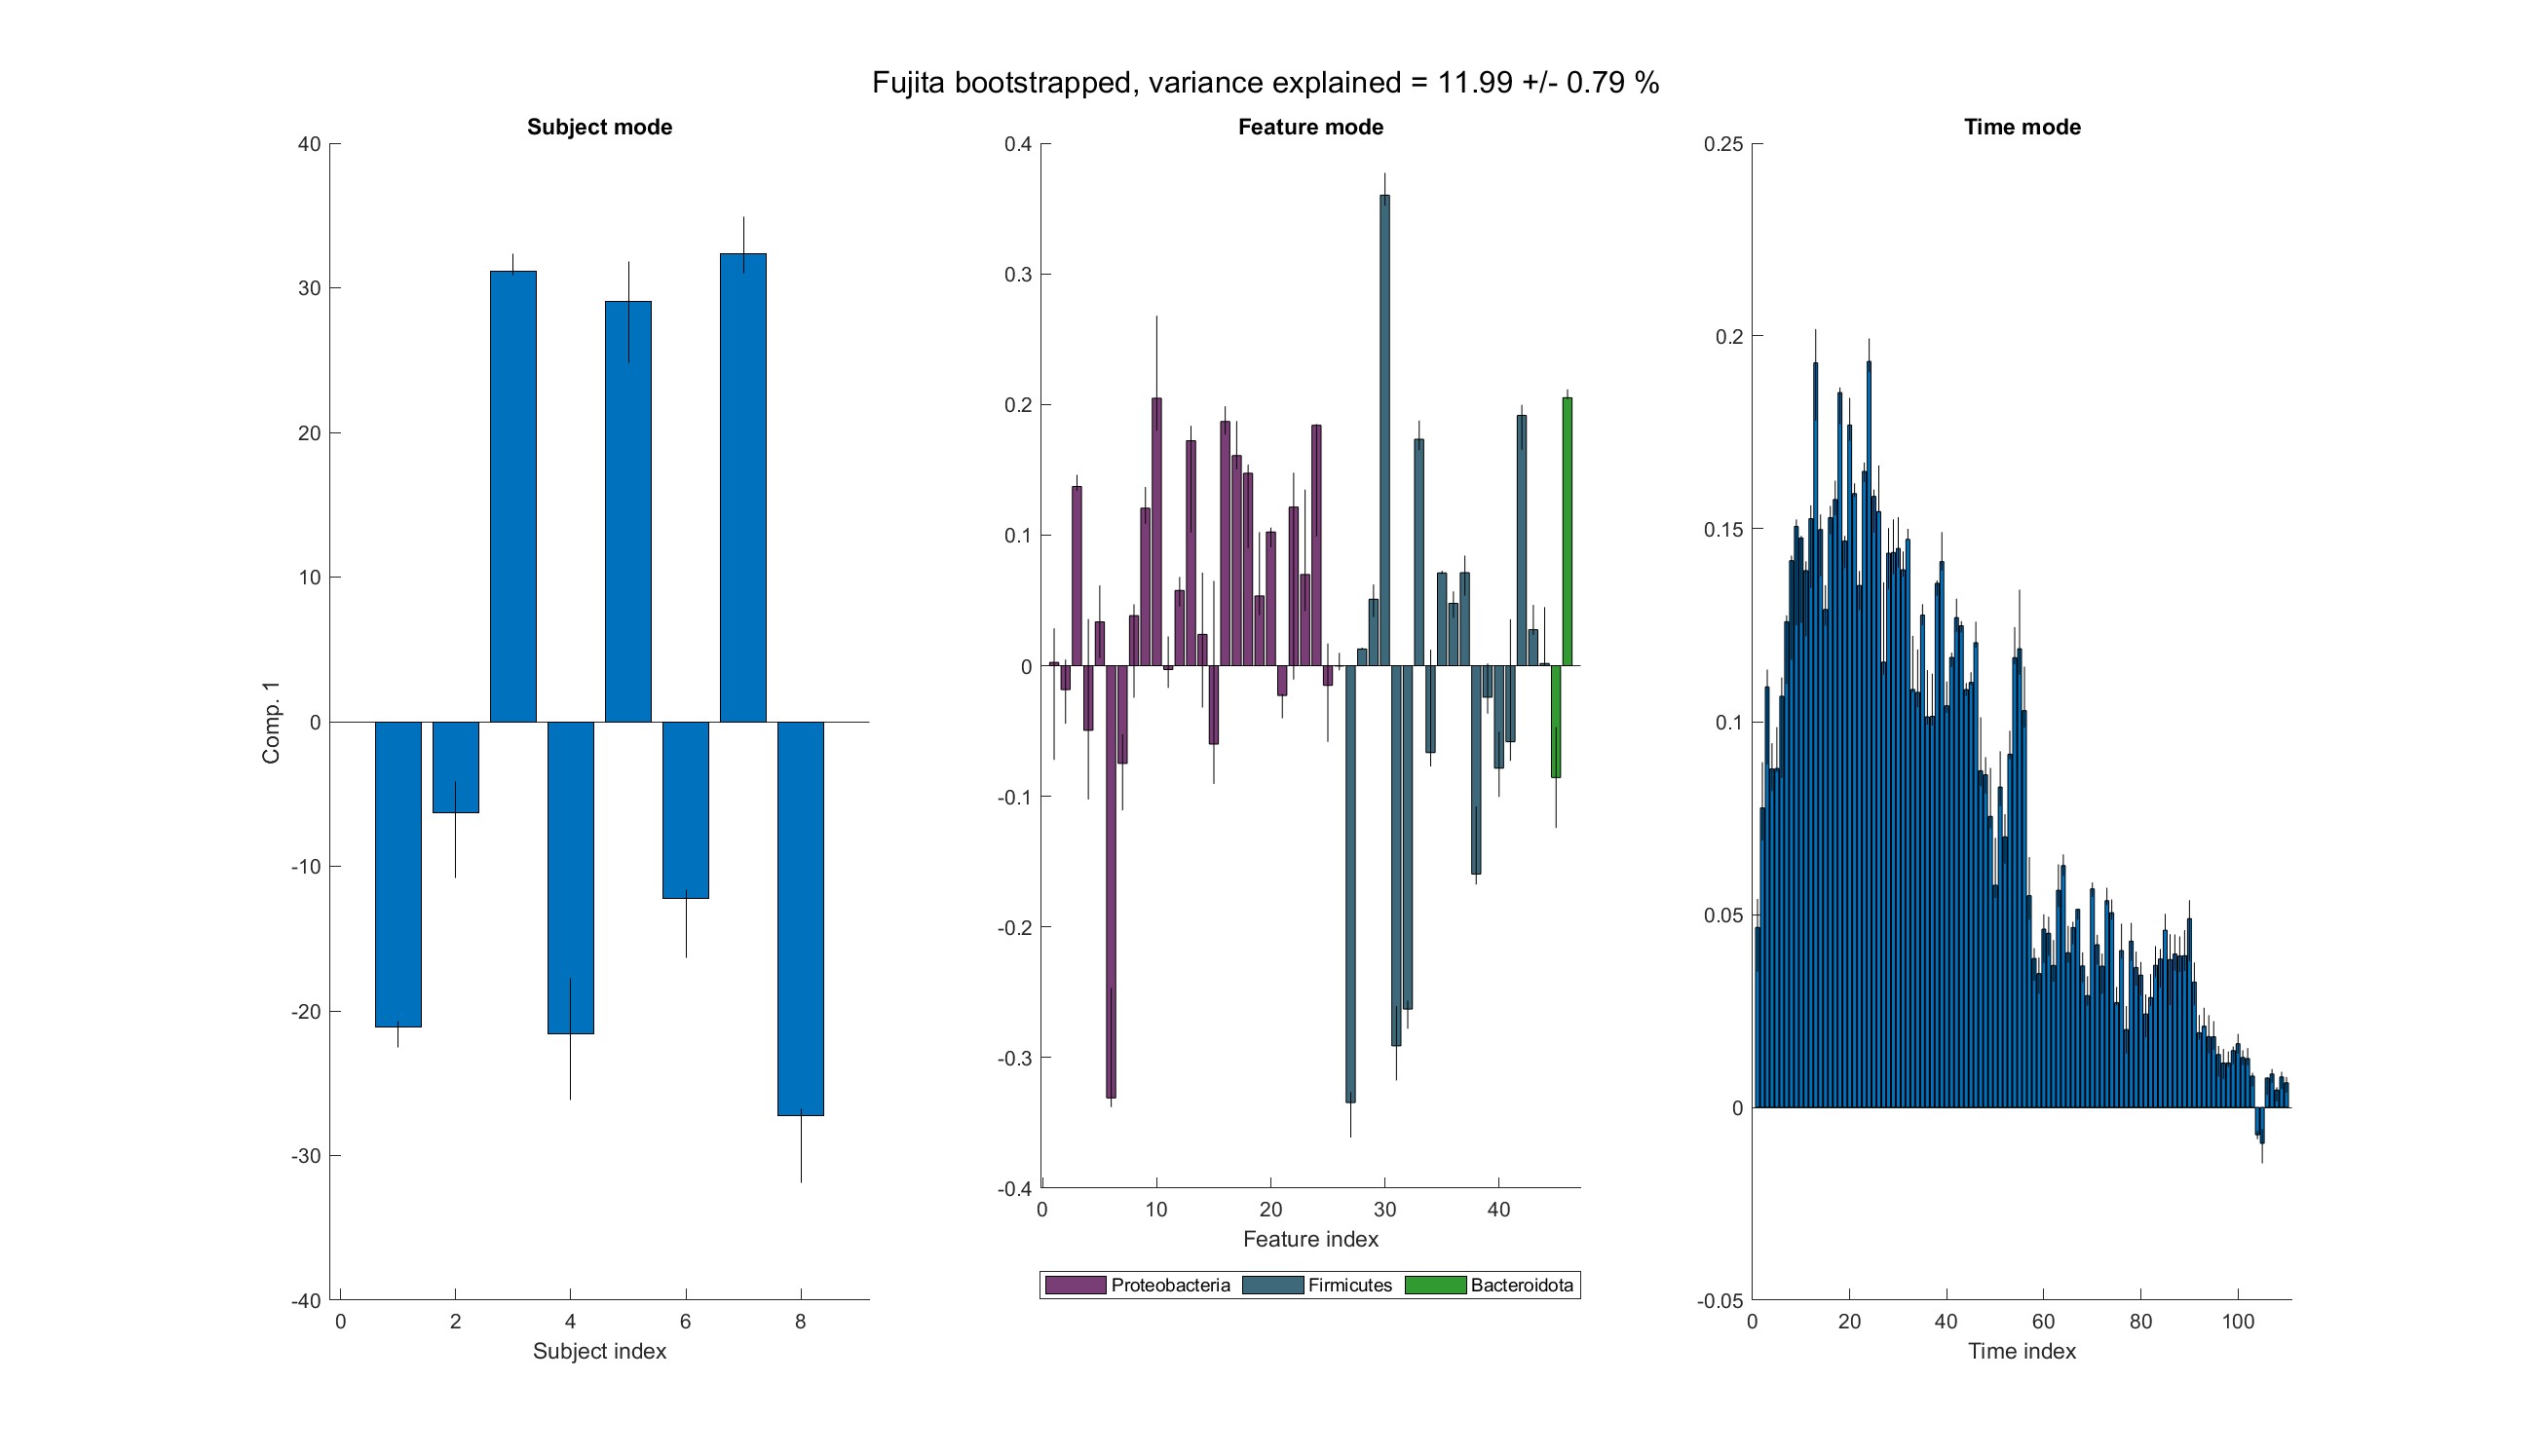 Fujita bootstrapped, variance explained = 11.99 +/- 0.79 %
Subject mode
40
30
20
10
0
-10
-20
-30
-40
Comp. 1
0 2 4 6 8
Subject index
Feature mode
0.4
0.3
0.2
0.1
0
-0.1
-0.2
-0.3
-0.4
0 10 20 30 40
Feature index
Proteobacteria Firmicutes Bacteroidota
Time mode
0.25
0.2
0.15
0.1
0.05
0
-0.05
0 20 40 60 80 100
Time index